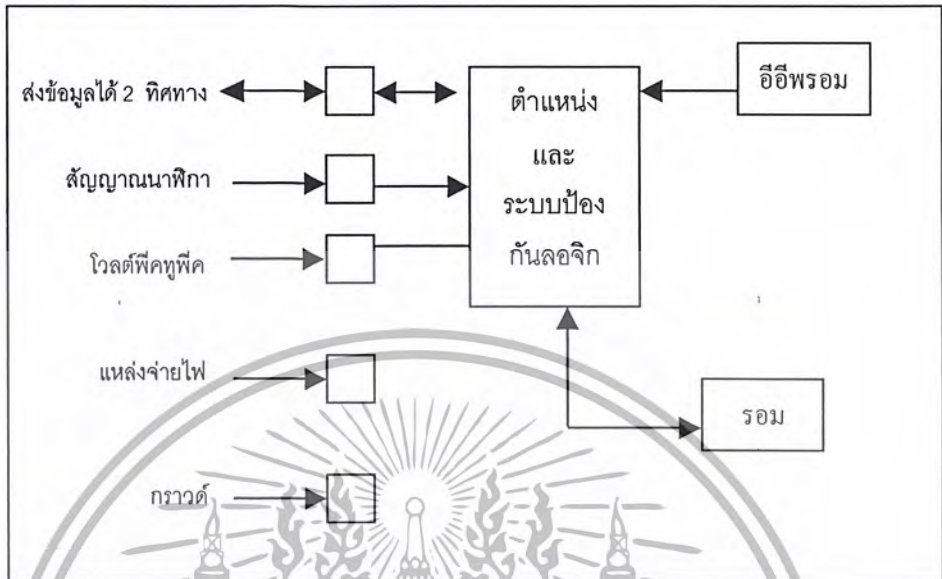 ส่งข้อมูลได้ 2 ทิศทาง
สัญญาณนาฬิกา
โวลต์พีคทูพีค
แหล่งจ่ายไฟ
กราวด์
ตำแหน่ง
และ
ระบบป้อง
กันลอจิก
อีอีพรอม
รอม